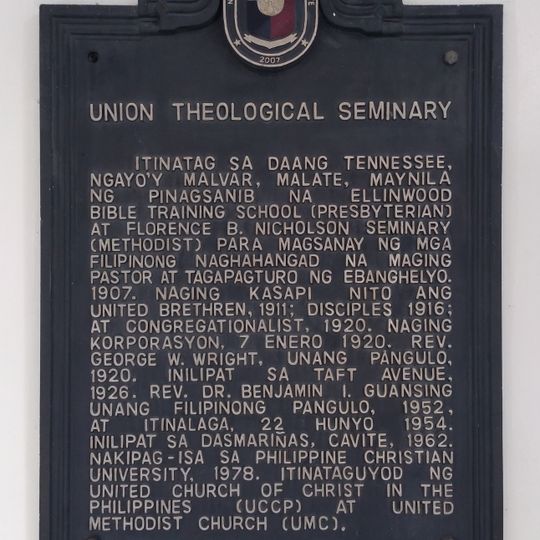 2007
UNION THEOLOGICAL SEMINARY
ITINATAG SA DAANG TENNESSEE,
NGAYO'Y MALVAR, MALATE, MAYNILA
NG PINAGSANIB NA ELLINWOOD
BIBLE TRAINING SCHOOL (PRESBYTERIAN)
AT FLORENCE B. NICHOLSON SEMINARY
(METHODIST) PARA MAGSANAY NG MGA
FILIPINONG NAGHAHANGAD NA MAGING
PASTOR AT TAGAPAGTURO NG EBANGHELYO.
1907. NAGING KASAPI NITO ANG
UNITED BRETHREN, 1911; DISCIPLES 1916;
AT CONGREGATIONALIST, 1920. NAGING
KORPORASYON, 7 ENERO 1920. REV.
GEORGE W. WRIGHT, UNANG PANGULO,
1920. INILIPAT SA TAFT AVENUE,
1926. REV. DR. BENJAMIN I. GUANSING
UNANG FILIPINONG PANGULO, 1952,
AT ITINALAGA, 22 HUNYO 1954.
INILIPAT SA DASMARIÑAS, CAVITE, 1962.
NAKIPAG-ISA SA PHILIPPINE CHRISTIAN
UNIVERSITY, 1978. ITINATAGUYOD NG
UNITED CHURCH OF CHRIST IN THE
PHILIPPINES (UCCP) AT UNITED
METHODIST CHURCH (UMC).